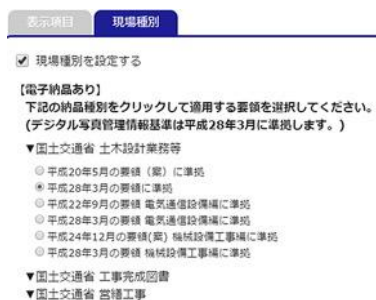 表示項目
現場種別
現場種別を設定する
【電子納品あり】
下記の納品種別をクリックして適用する要領を選択してください。
(デジタル写真管理情報基準は平成28年3月に準拠します。)
▼国土交通省 土木設計業務等
平成20年5月の要領（案）に準拠
平成28年3月の要領に準拠
平成22年9月の要領 電気通信設備編に準拠
平成28年3月の要領 電気通信設備編に準拠
平成24年12月の要領(案) 機械設備工事編に準拠
平成28年3月の要領 機械設備工事編に準拠
▼国土交通省 工事完成図書
▼国土交通省 営繕工事